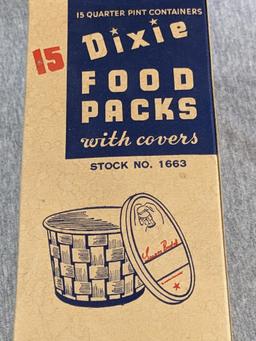 15 QUARTER PINT CONTAINERS
15 Dixie
FOOD
PACKS
with covers
STOCK NO. 1663